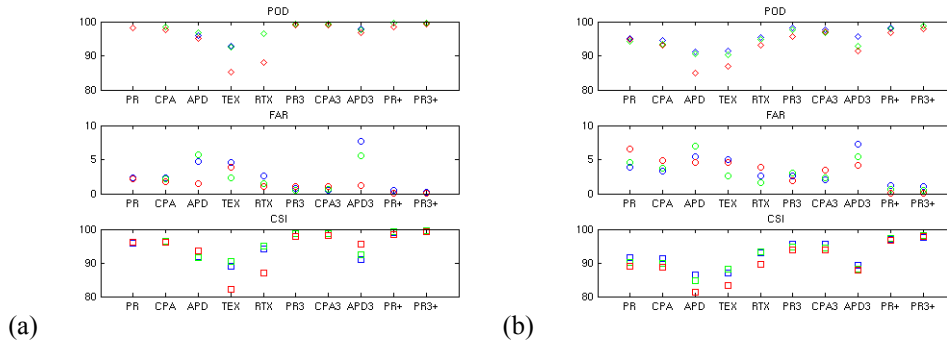 POD
100
90
80
PR CPA APD TEX RTX PR3 CPA3 APD3 PR+ PR3+
FAR
10
5
0
PR CPA APD TEX RTX PR3 CPA3 APD3 PR+ PR3+
CSI
100
90
80
PR CPA APD TEX RTX PR3 CPA3 APD3 PR+ PR3+
(a)
POD
100
90
80
PR CPA APD TEX RTX PR3 CPA3 APD3 PR+ PR3+
FAR
10
5
0
PR CPA APD TEX RTX PR3 CPA3 APD3 PR+ PR3+
CSI
100
90
80
PR CPA APD TEX RTX PR3 CPA3 APD3 PR+ PR3+
(b)